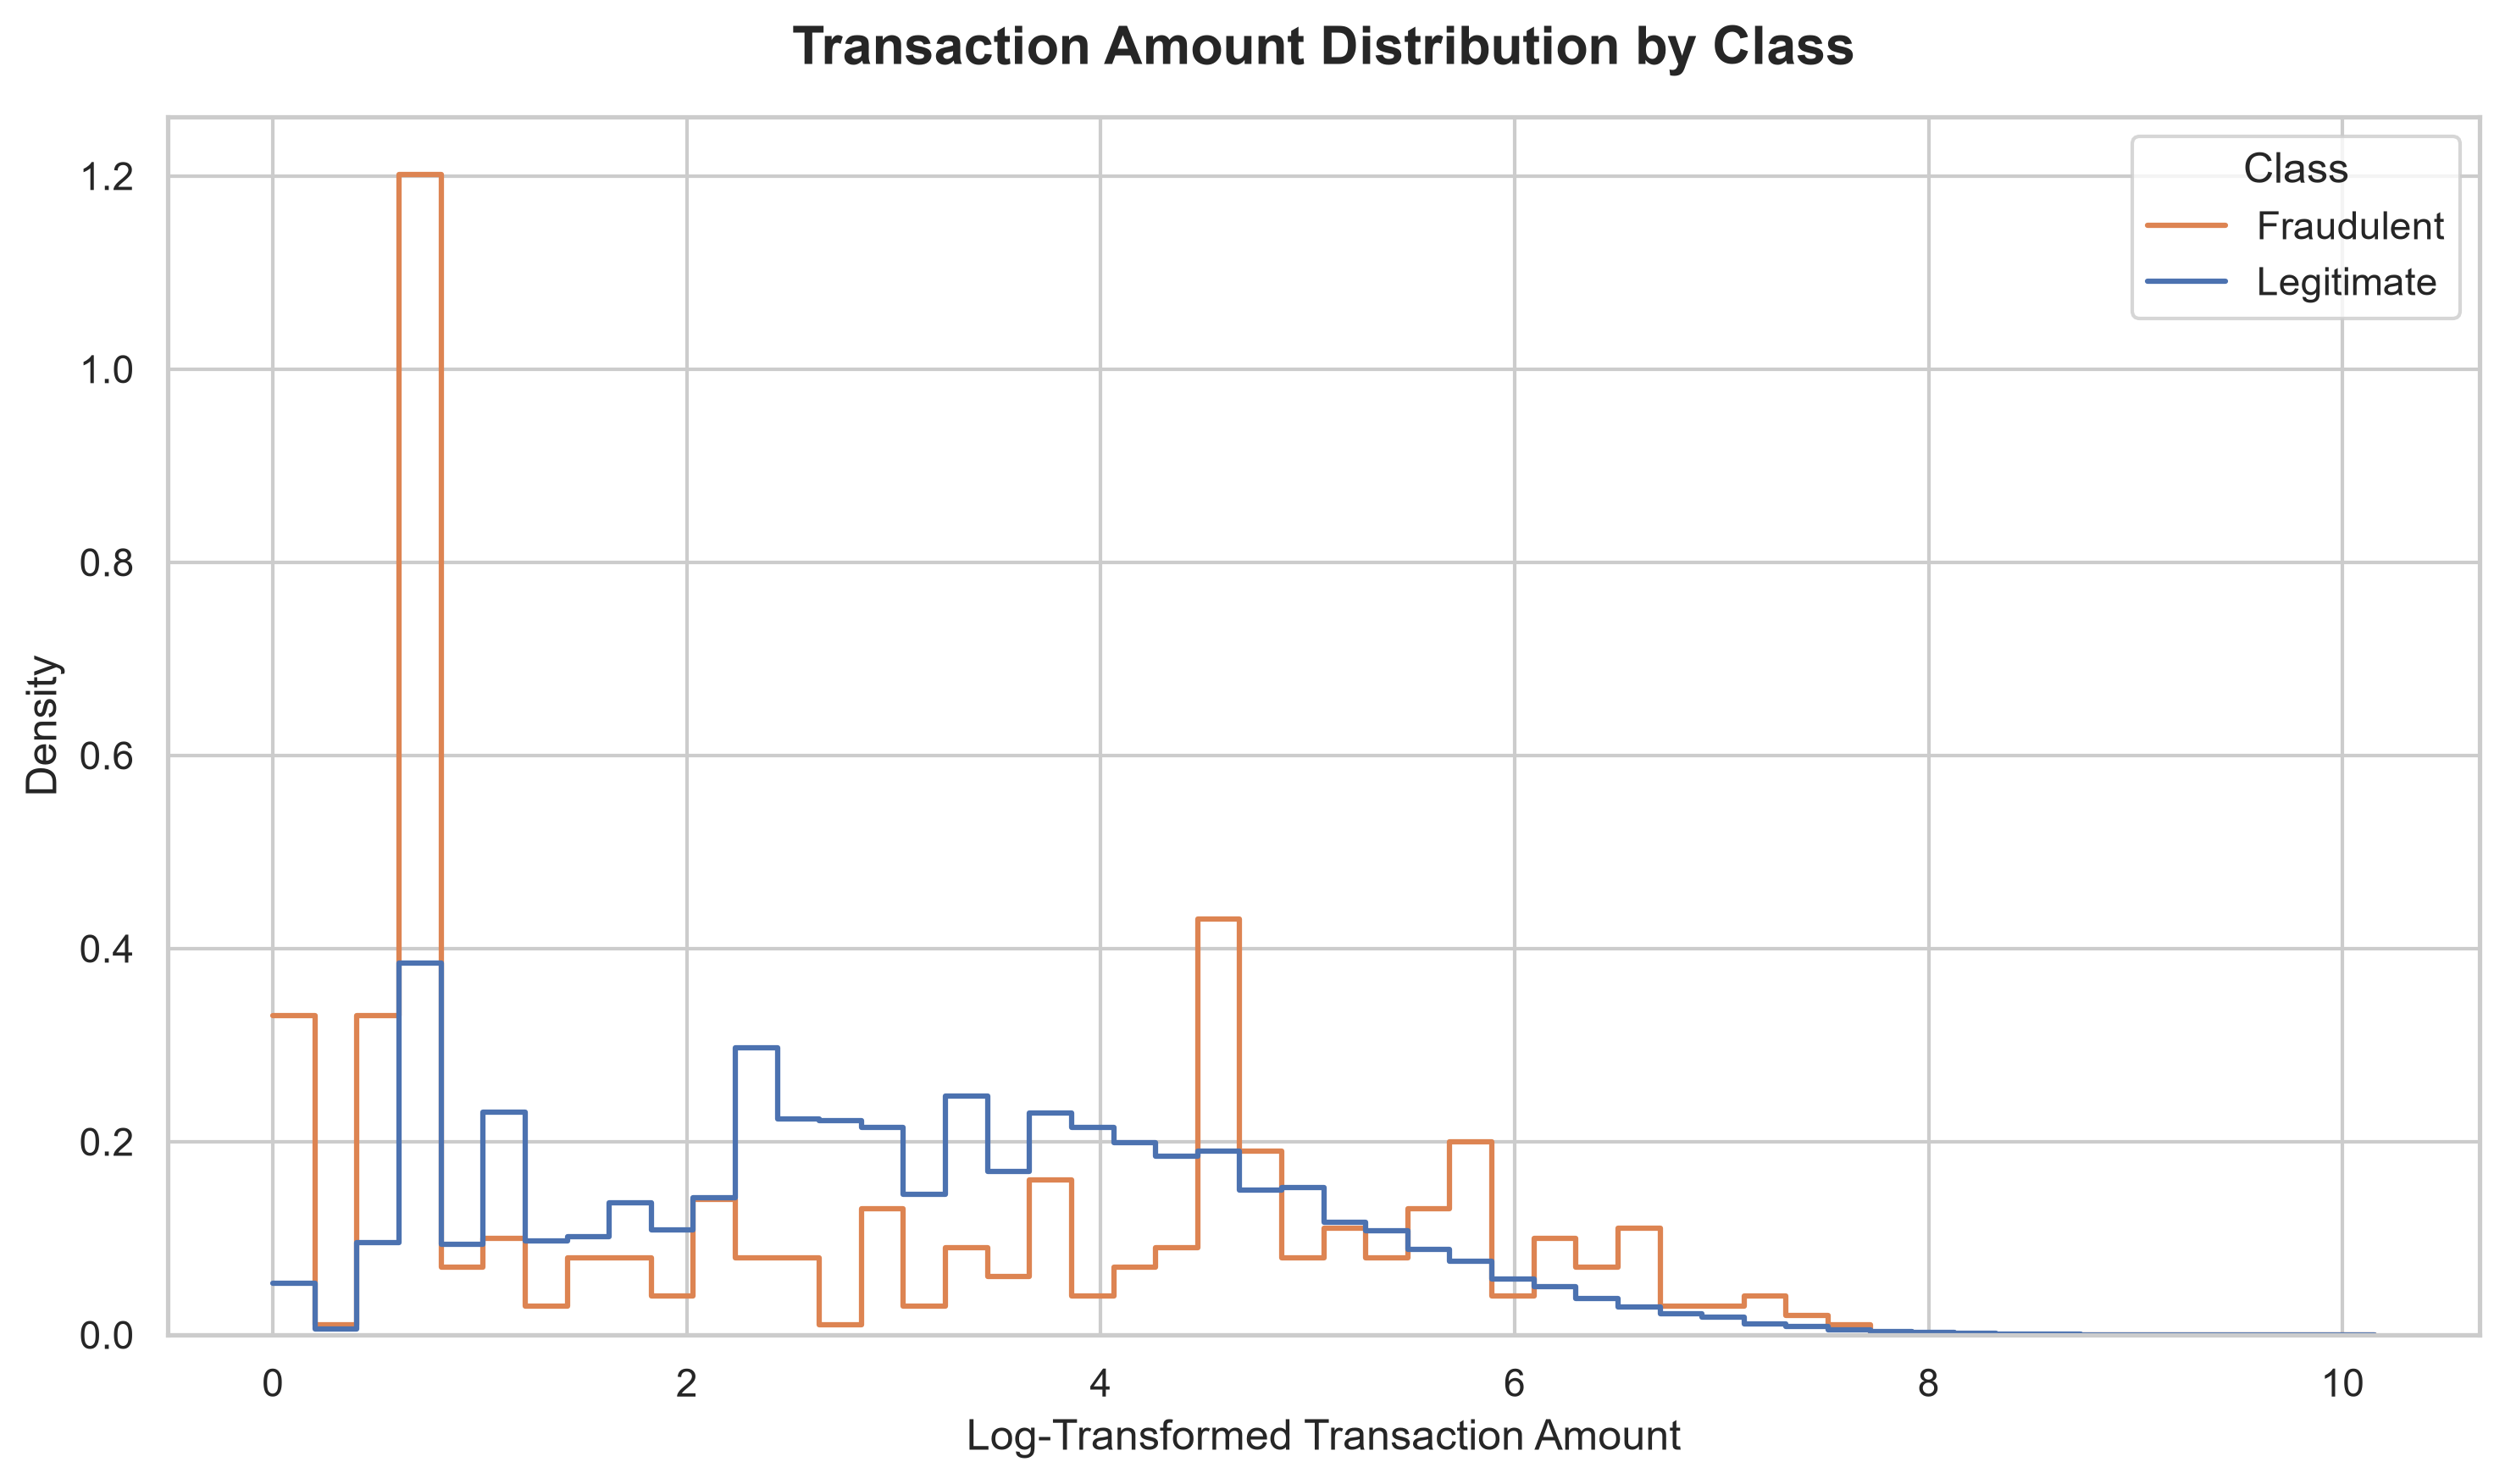 Transaction Amount Distribution by Class
Class
Fraudulent
Legitimate
Density
1.2
1.0
0.8
0.6
0.4
0.2
0.0
0 2 4 6 8 10
Log-Transformed Transaction Amount